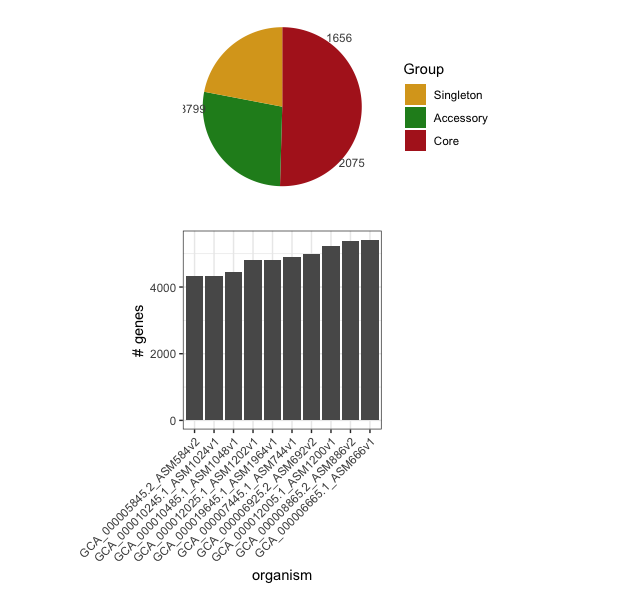 1656
3799
2075
Group
Singleton
Accessory
Core
# genes
4000
2000
0
GCA_000005845.2_ASM584v2
GCA_000010245.1_ASM1024v1
GCA_000010485.1_ASM1048v1
GCA_000012025.1_ASM1202v1
GCA_000019645.1_ASM1964v1
GCA_000007445.1_ASM744v1
GCA_000006925.2_ASM692v2
GCA_000012005.1_ASM1200v1
GCA_000008865.2_ASM886v2
GCA_000006665.1_ASM666v1
organism